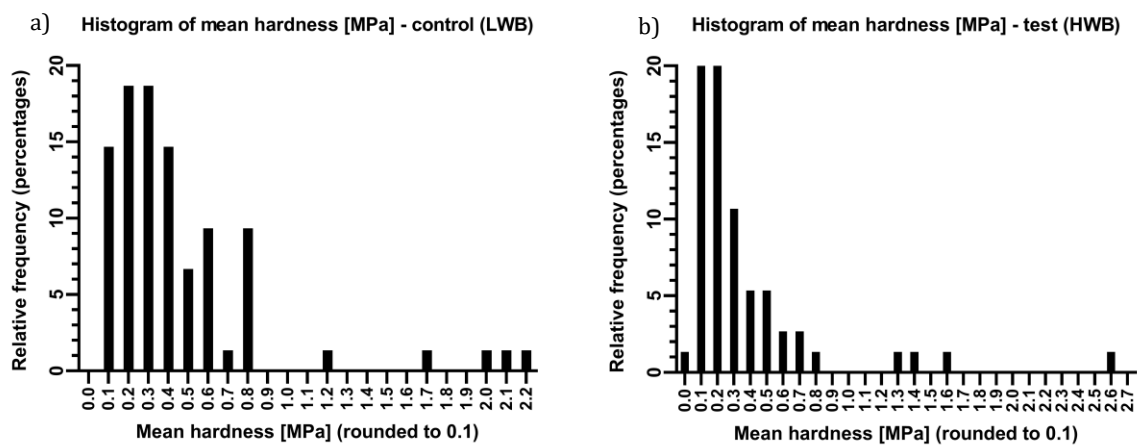 a) Histogram of mean hardness [MPa] - control (LWB)
Relative frequency (percentages)
20
15
10
5
0
0.0 0.1 0.2 0.3 0.4 0.5 0.6 0.7 0.8 0.9 1.0 1.1 1.2 1.3 1.4 1.5 1.6 1.7 1.8 1.9 2.0 2.1 2.2
Mean hardness [MPa] (rounded to 0.1)
b) Histogram of mean hardness [MPa] - test (HWB)
Relative frequency (percentages)
20
15
10
5
0
0.0 0.1 0.2 0.3 0.4 0.5 0.6 0.7 0.8 0.9 1.0 1.1 1.2 1.3 1.4 1.5 1.6 1.7 1.8 1.9 2.0 2.1 2.2 2.3 2.4 2.5 2.6 2.7
Mean hardness [MPa] (rounded to 0.1)